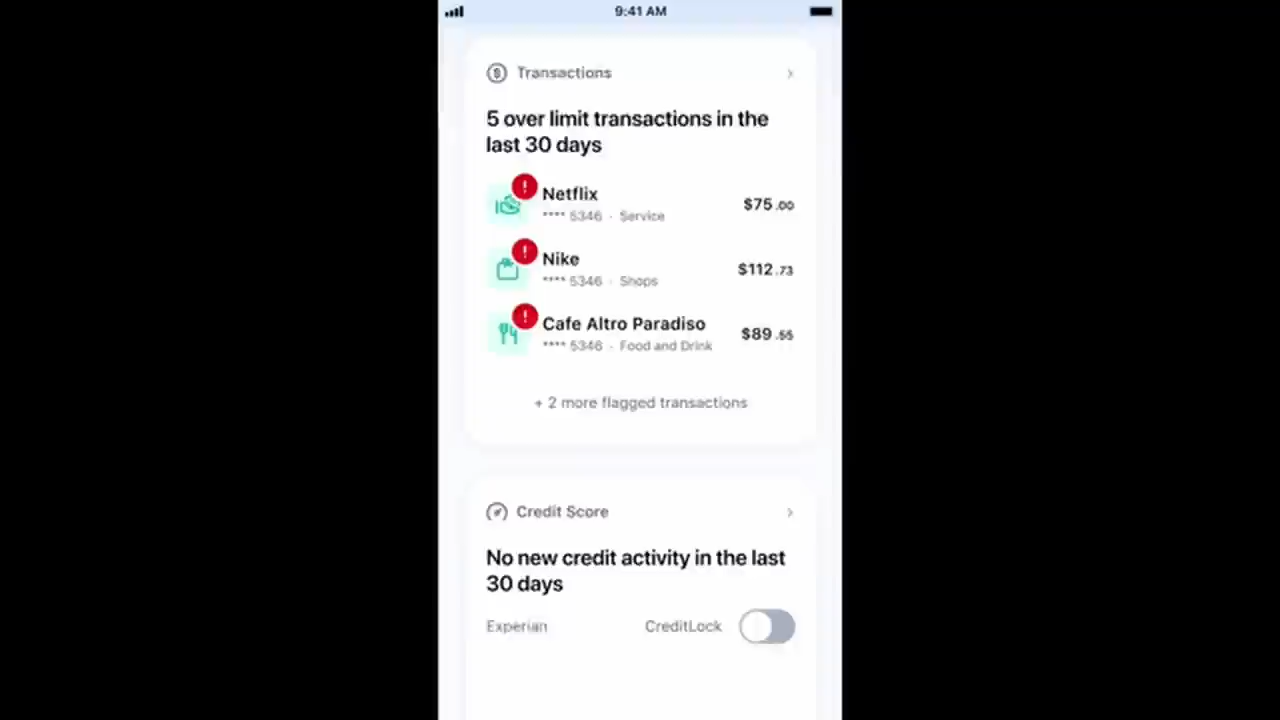 9:41 AM
Transactions
5 over limit transactions in the
last 30 days
Netflix
**** 5346 · Service
$75.00
Nike
**** 5346 · Shops
$112.73
Cafe Altro Paradiso
**** 5346 · Food and Drink
$89.55
+ 2 more flagged transactions
Credit Score
No new credit activity in the last
30 days
Experian CreditLock